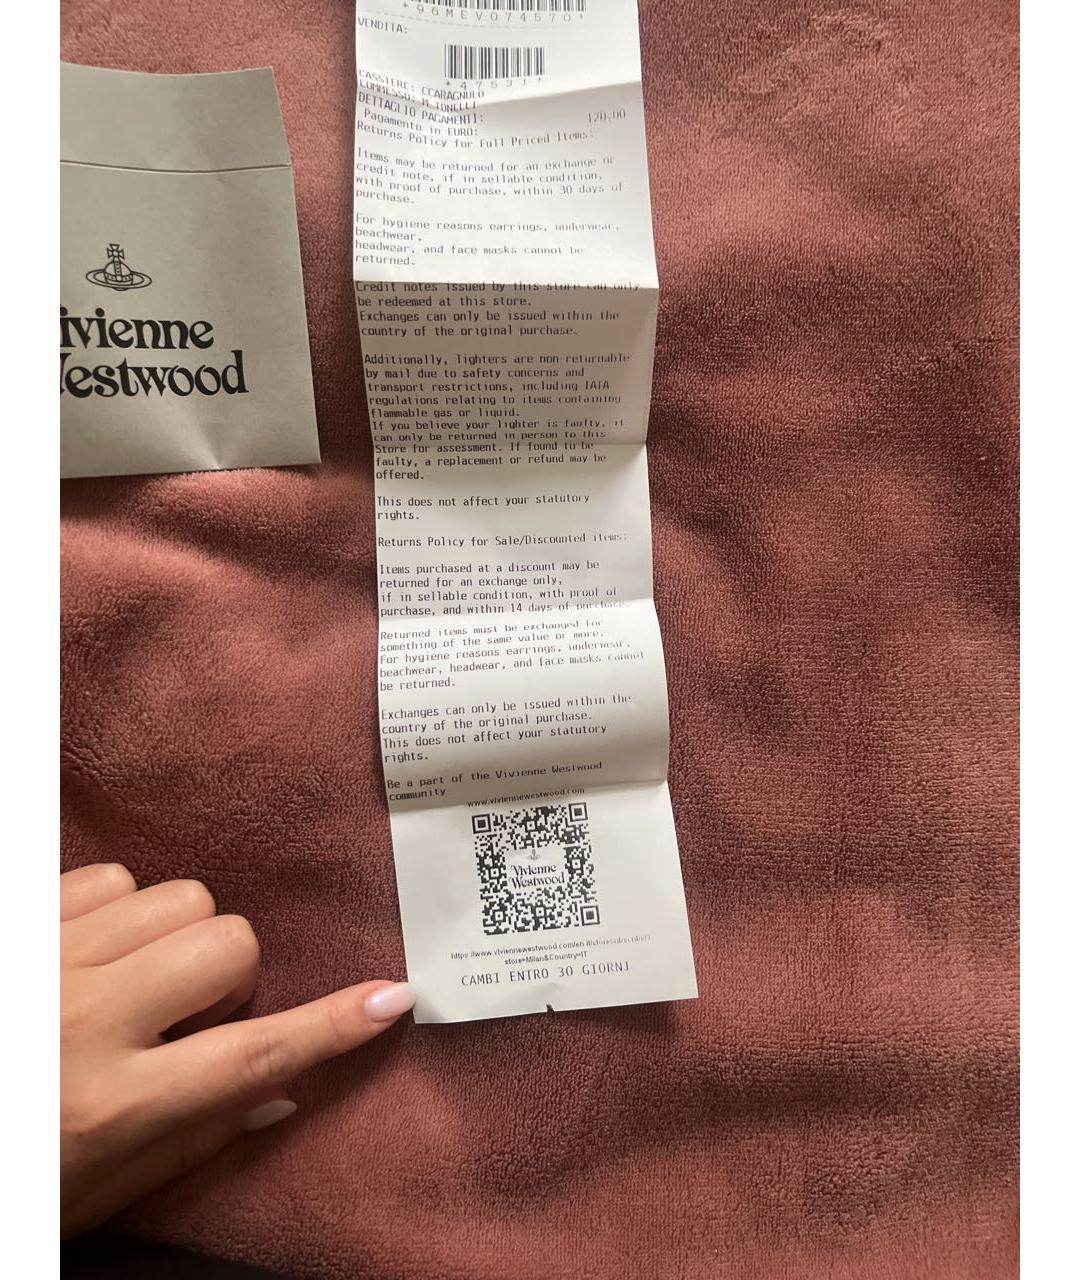 *96MEV074570*
VENDITA:
*47531*
CASSIERE: CCARAGNULO
COMMESSO: M.TONELLI
DETTAGLIO PAGAMENTI:
Pagamento in EURO: 120,00
Returns Policy for Full Priced Items:
Items may be returned for an exchange or
credit note, if in sellable condition,
with proof of purchase, within 30 days of
purchase.
For hygiene reasons earrings, underwear,
beachwear,
headwear, and face masks cannot be
returned.
Credit notes issued by this store can only
be redeemed at this store.
Exchanges can only be issued within the
country of the original purchase.
Additionally, lighters are non-returnable
by mail due to safety concerns and
transport restrictions, including IATA
regulations relating to items containing
flammable gas or liquid.
If you believe your lighter is faulty, it
can only be returned in person to this
Store for assessment. If found to be
faulty, a replacement or refund may be
offered.
This does not affect your statutory
rights.
Returns Policy for Sale/Discounted items:
Items purchased at a discount may be
returned for an exchange only,
if in sellable condition, with proof of
purchase, and within 14 days of purchase.
Returned items must be exchanged for
something of the same value or more.
For hygiene reasons earrings, underwear,
beachwear, headwear, and face masks cannot
be returned.
Exchanges can only be issued within the
country of the original purchase.
This does not affect your statutory
rights.
Be a part of the Vivienne Westwood
community
www.viviennewestwood.com
Vivienne
Westwood
store=Milan&Country=IT
CAMBI ENTRO 30 GIORNI
ivienne
estwood